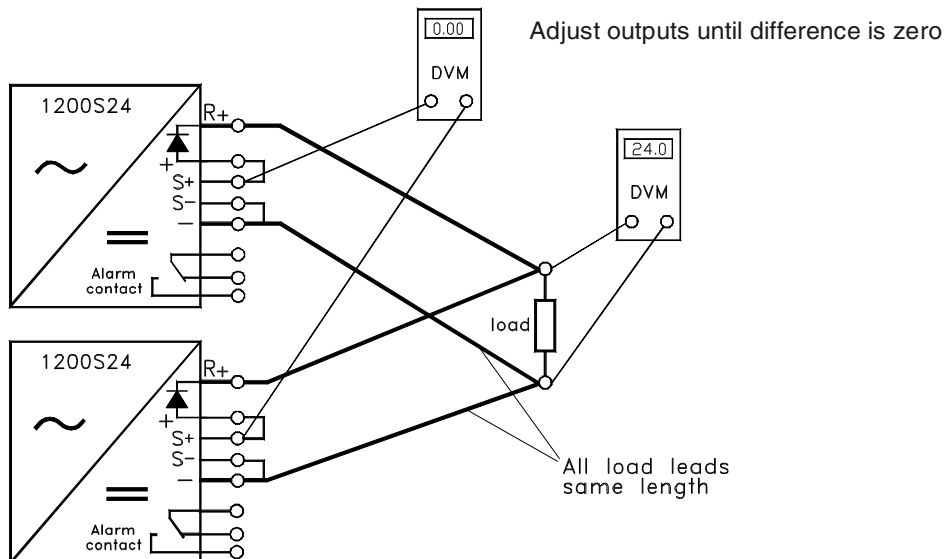 0.00
Adjust outputs until difference is zero
DVM
1200S24
R+
+
S+
S-
-
Alarm
contact
24.0
DVM
load
1200S24
R+
+
S+
S-
-
Alarm
contact
All load leads
same length